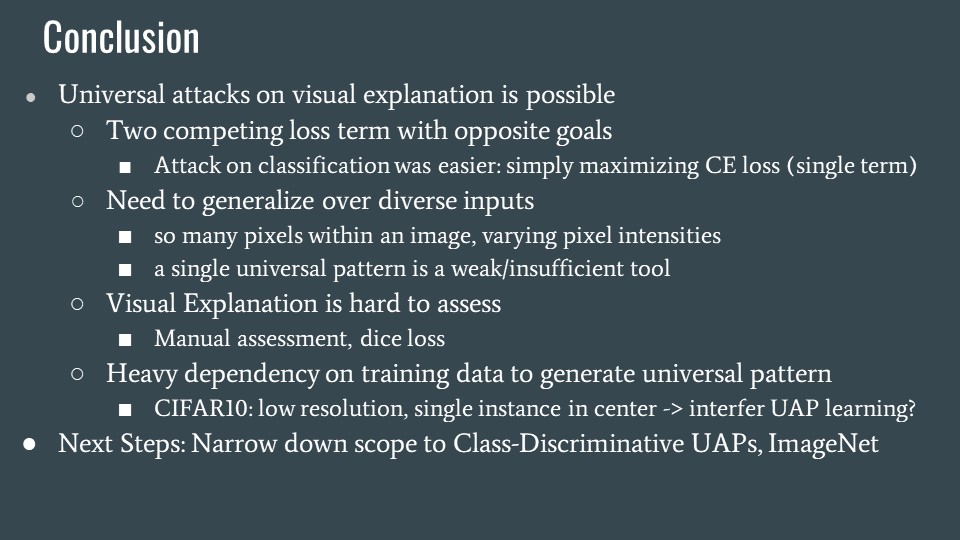 Conclusion
● Universal attacks on visual explanation is possible
○ Two competing loss term with opposite goals
■ Attack on classification was easier: simply maximizing CE loss (single term)
○ Need to generalize over diverse inputs
■ so many pixels within an image, varying pixel intensities
■ a single universal pattern is a weak/insufficient tool
○ Visual Explanation is hard to assess
■ Manual assessment, dice loss
○ Heavy dependency on training data to generate universal pattern
■ CIFAR10: low resolution, single instance in center -> interfer UAP learning?
● Next Steps: Narrow down scope to Class-Discriminative UAPs, ImageNet